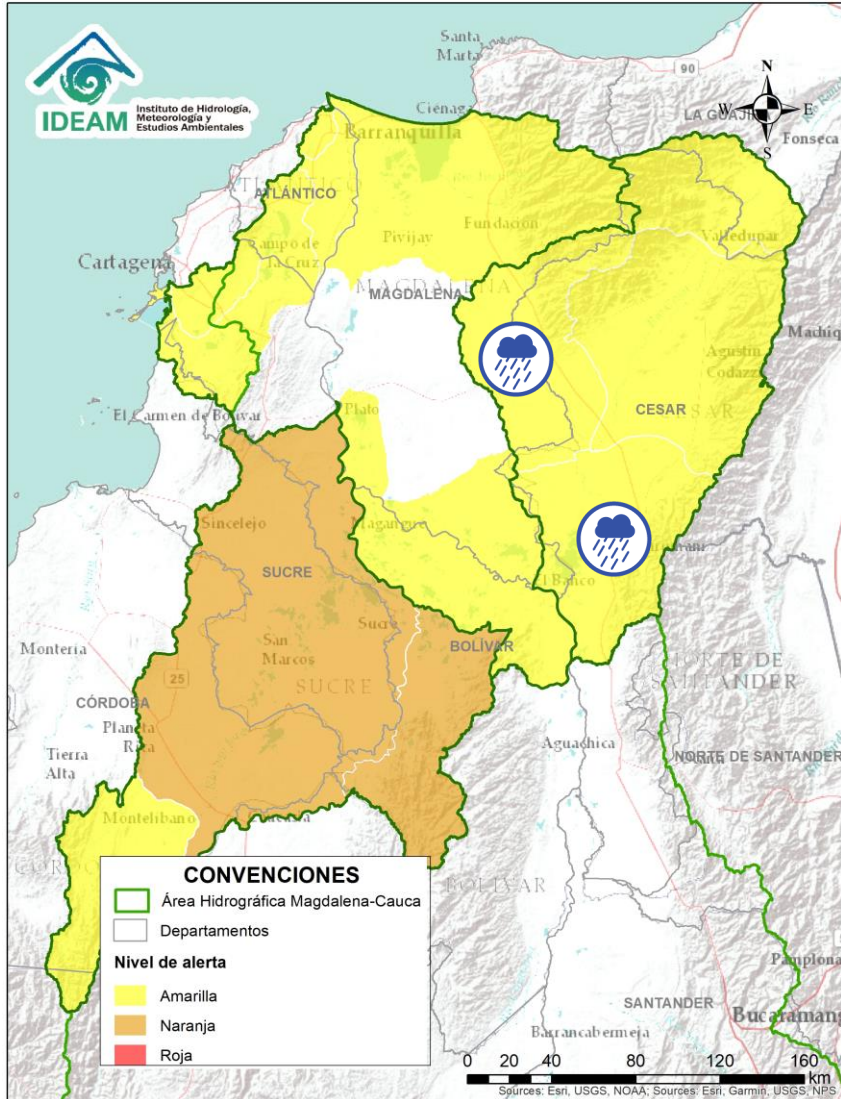 Santa
Marta
90
N
W
E
S
IDEAM
Instituto de Hidrología,
Meteorología y
Estudios Ambientales
Ciénaga
LA GUAJIRA
Fonseca
Barranquilla
ATLÁNTICO
Valledupar
Fundación
Pivijay
Campo de
la Cruz
Cartagena
MAGDALENA
MAGDALENA
Agustín
Codazzi
El Carmen de Bolívar
Plato
CESAR
Sincelejo
Magangué
SUCRE
El Banco
Sucre
San
Marcos
BOLÍVAR
Montería
SUCRE
25
NORTE DE
SANTANDER
CÓRDOBA
Planeta
Rica
Aguachica
Tierra
Alta
NORTE DE SANTANDER
Montelíbano
BOLÍVAR
CONVENCIONES
Área Hidrográfica Magdalena-Cauca
Departamentos
Nivel de alerta
Amarilla
Naranja
Roja
Pamplona
SANTANDER
Bucaramang
Barrancabermeja
0 20 40 80 120 160
km
Sources: Esri, USGS, NOAA; Sources: Esri, Garmin, USGS, NPS